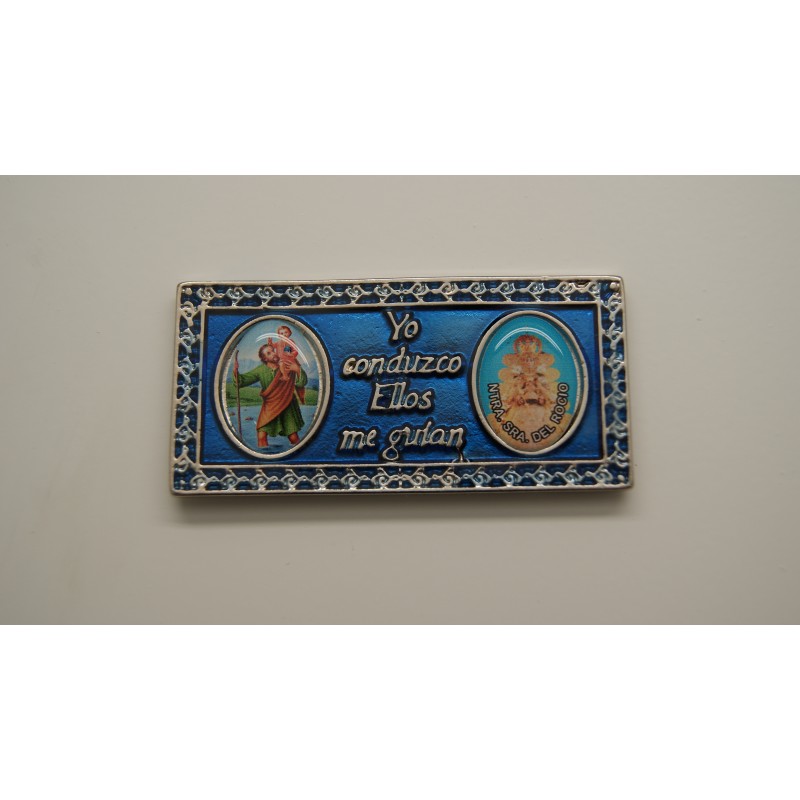 Yo
conduzco
Ellos
me guían
NTRA. SRA. DEL ROCIO